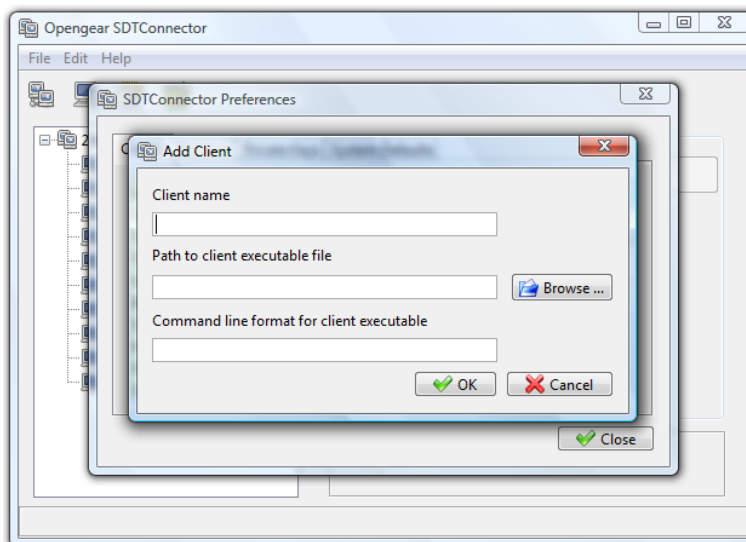 Opengear SDTConnector
File Edit Help
SDTConnector Preferences
Add Client
Client name
Path to client executable file
Browse ...
Command line format for client executable
OK
Cancel
Close